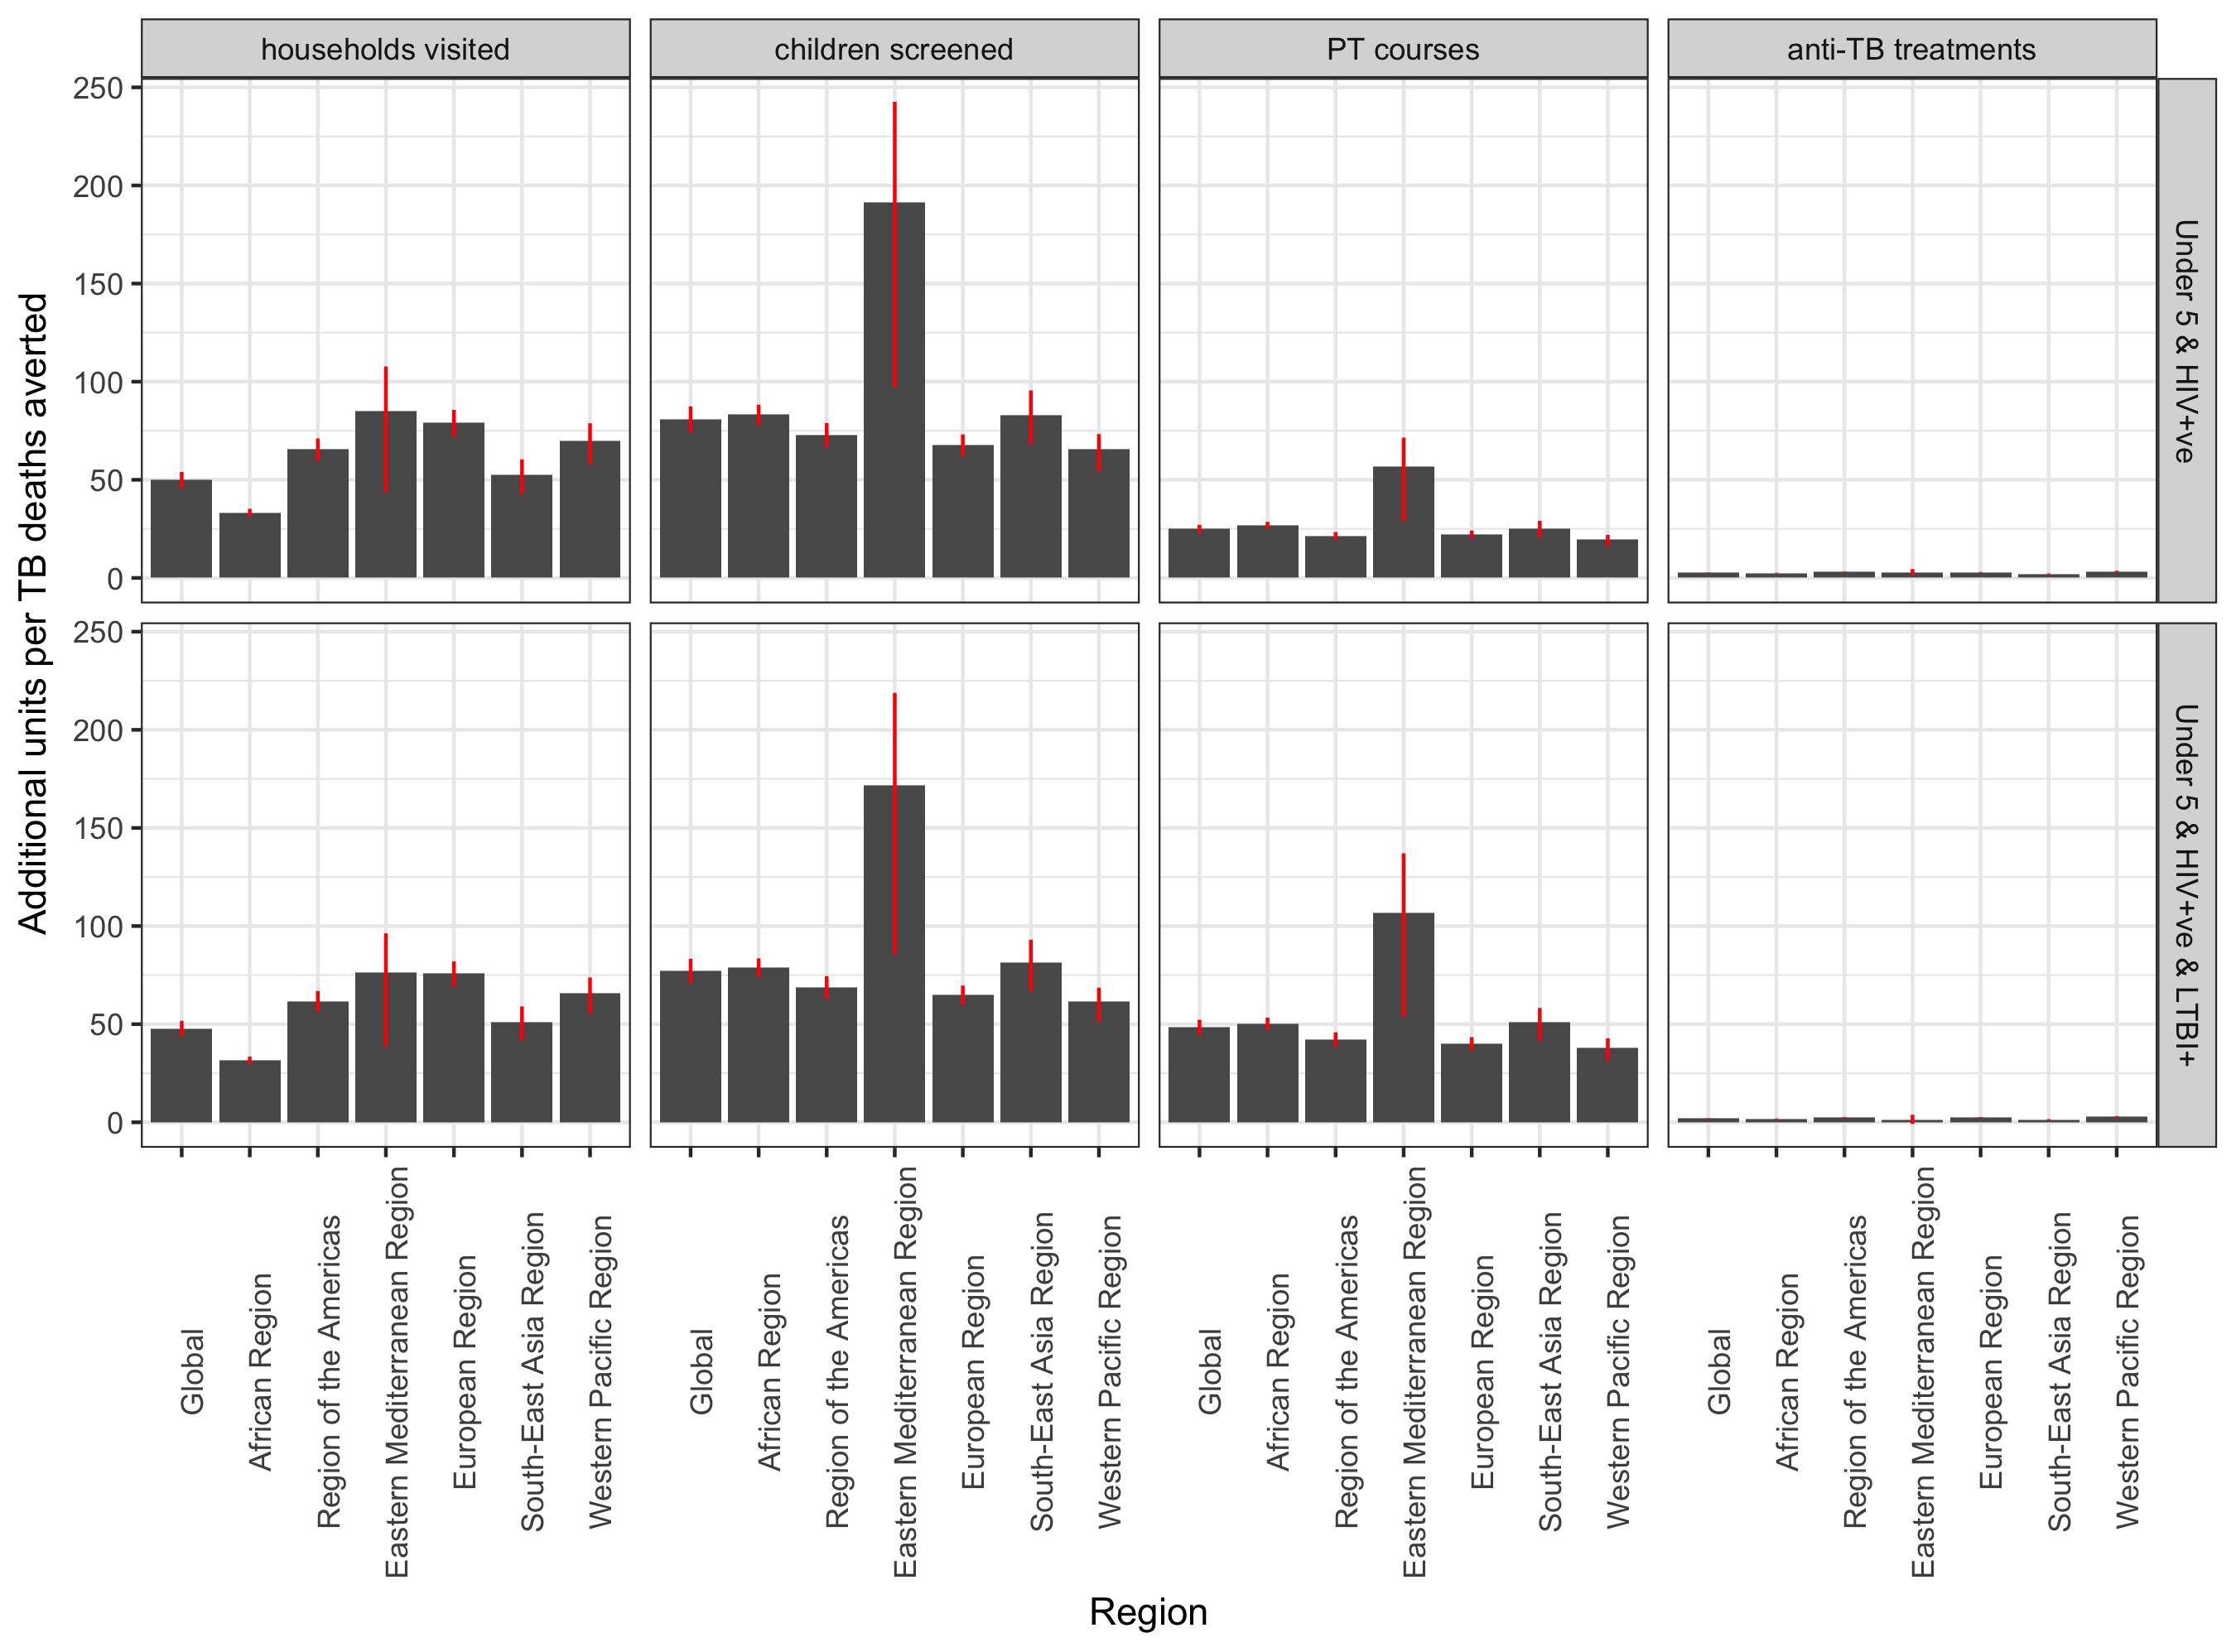 households visited
children screened
PT courses
anti-TB treatments
Additional units per TB deaths averted
250
200
150
100
50
0
Under 5 & HIV+ve
250
200
150
100
50
0
Under 5 & HIV+ve & LTBI+
Global
African Region
Region of the Americas
Eastern Mediterranean Region
European Region
South-East Asia Region
Western Pacific Region
Global
African Region
Region of the Americas
Eastern Mediterranean Region
European Region
South-East Asia Region
Western Pacific Region
Global
African Region
Region of the Americas
Eastern Mediterranean Region
European Region
South-East Asia Region
Western Pacific Region
Global
African Region
Region of the Americas
Eastern Mediterranean Region
European Region
South-East Asia Region
Western Pacific Region
Region